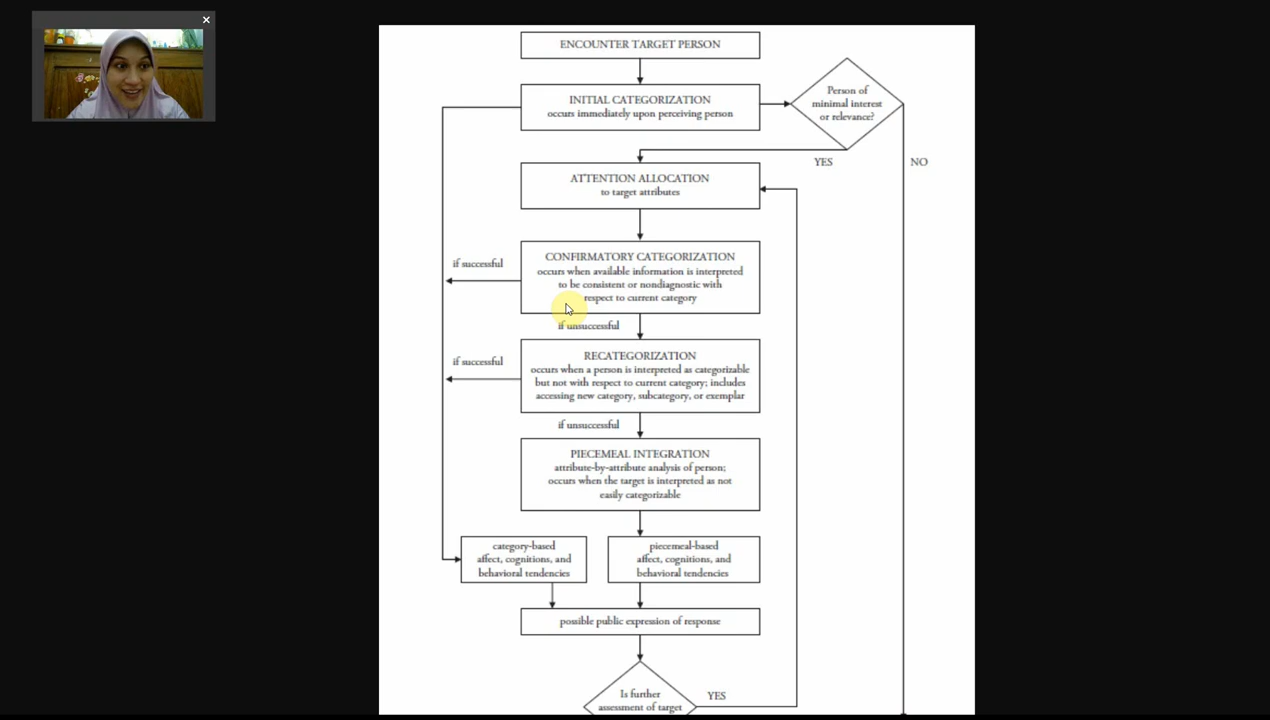 ENCOUNTER TARGET PERSON
INITIAL CATEGORIZATION
occurs immediately upon perceiving person
Person of
minimal interest
or relevance?
YES
NO
ATTENTION ALLOCATION
to target attributes
CONFIRMATORY CATEGORIZATION
occurs when available information is interpreted
to be consistent or nondiagnostic with
respect to current category
if successful
if unsuccessful
RECATEGORIZATION
occurs when a person is interpreted as categorizable
but not with respect to current category; includes
accessing new category, subcategory, or exemplar
if successful
if unsuccessful
PIECEMEAL INTEGRATION
attribute-by-attribute analysis of person;
occurs when the target is interpreted as not
easily categorizable
category-based
affect, cognitions, and
behavioral tendencies
piecemeal-based
affect, cognitions, and
behavioral tendencies
possible public expression of response
Is further
assessment of target
YES